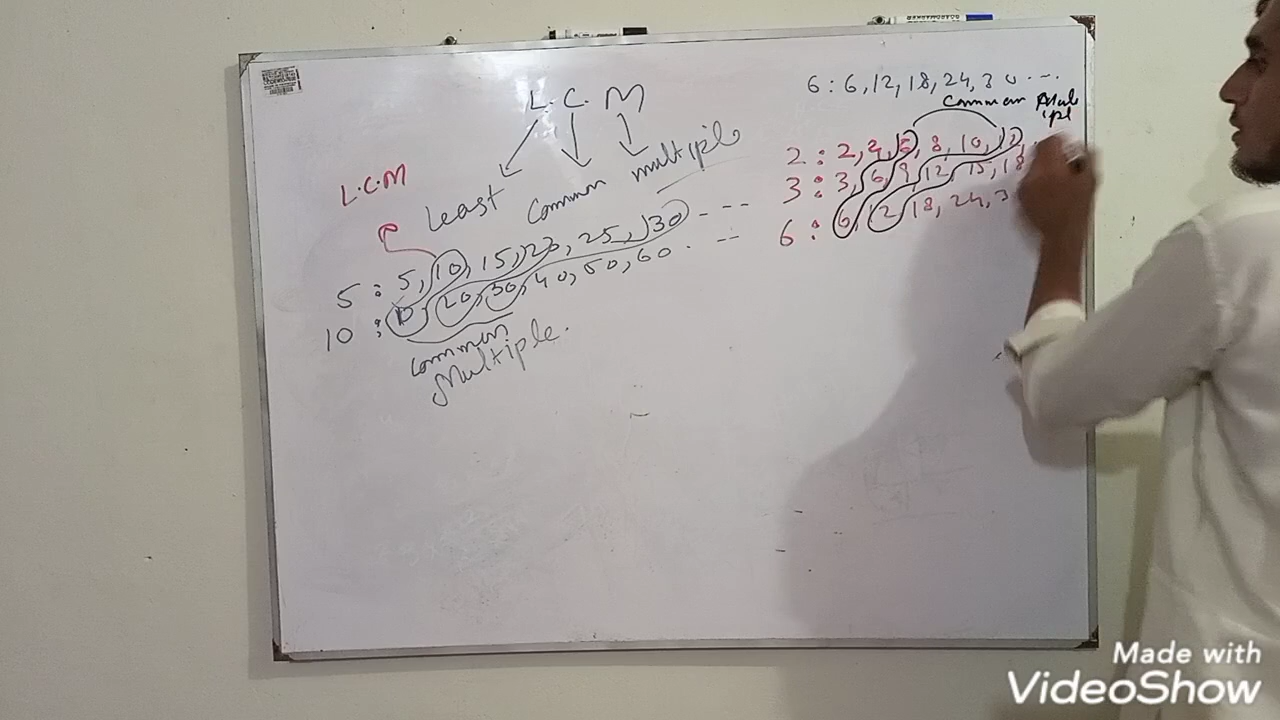 L.C.M
Least Common multiple
L.C.M
5 : 5, 10, 15, 20, 25, 30 - - -
10 : 10, 20, 30, 40, 50, 60 . - -
common
Multiple.
6 : 6, 12, 18, 24, 30 ---
Common
2 : 2, 4, 6, 8, 10, 12,
3 : 3, 6, 9, 12, 15, 18
6 : 6, 12, 18, 24, 3
Made with
VideoShow